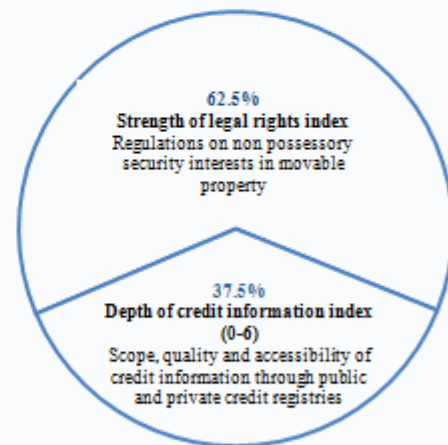 62.5%
Strength of legal rights index
Regulations on non possessory
security interests in movable
property
37.5%
Depth of credit information index
(0-6)
Scope, quality and accessibility of
credit information through public
and private credit registries